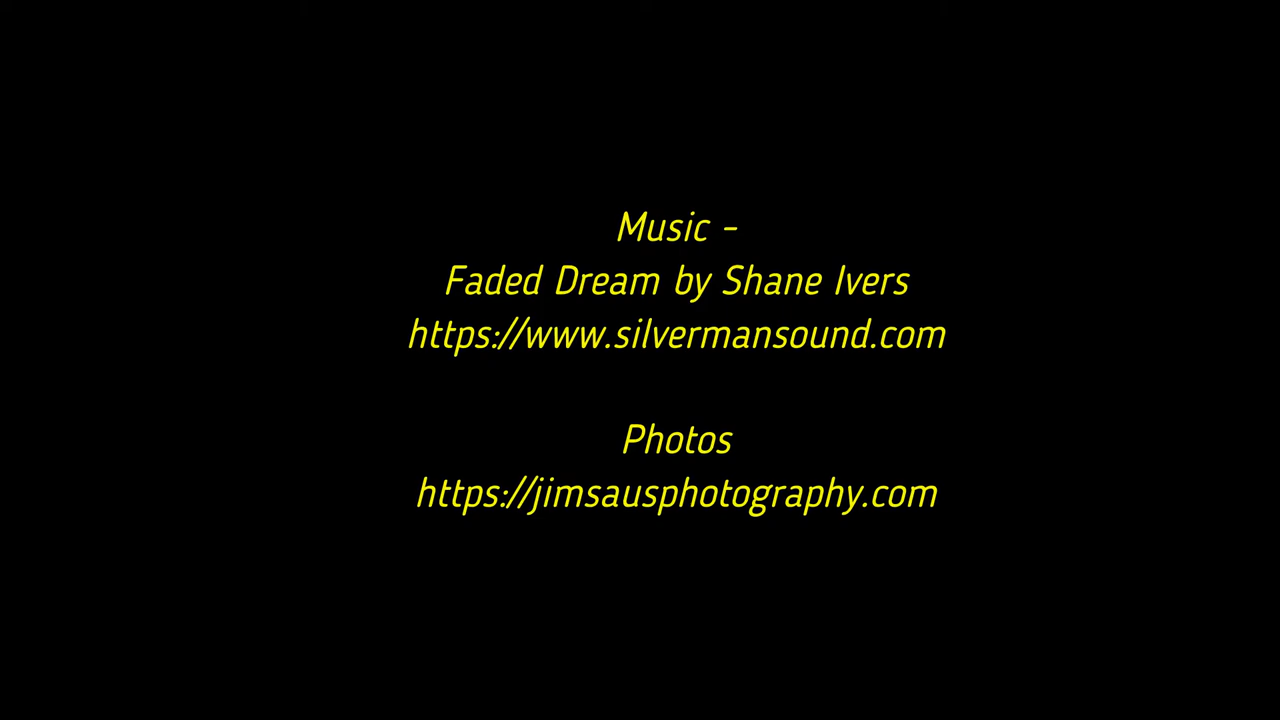 Music -
Faded Dream by Shane Ivers
https://www.silvermansound.com
Photos
https://jimsausphotography.com